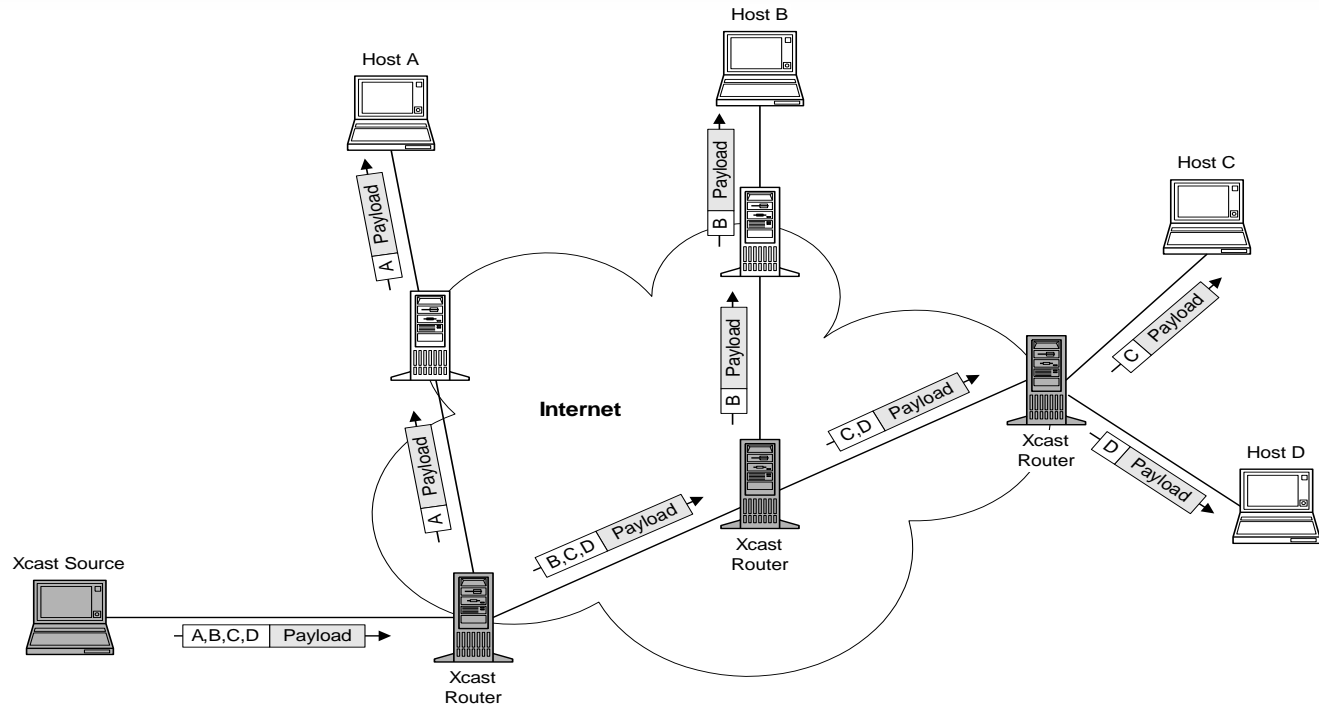 Host B
Host A
B Payload
Host C
A Payload
C Payload
B Payload
Internet
C,D Payload
Xcast
Router
A Payload
D Payload
Host D
B,C,D Payload
Xcast
Router
Xcast Source
A,B,C,D Payload
Xcast
Router